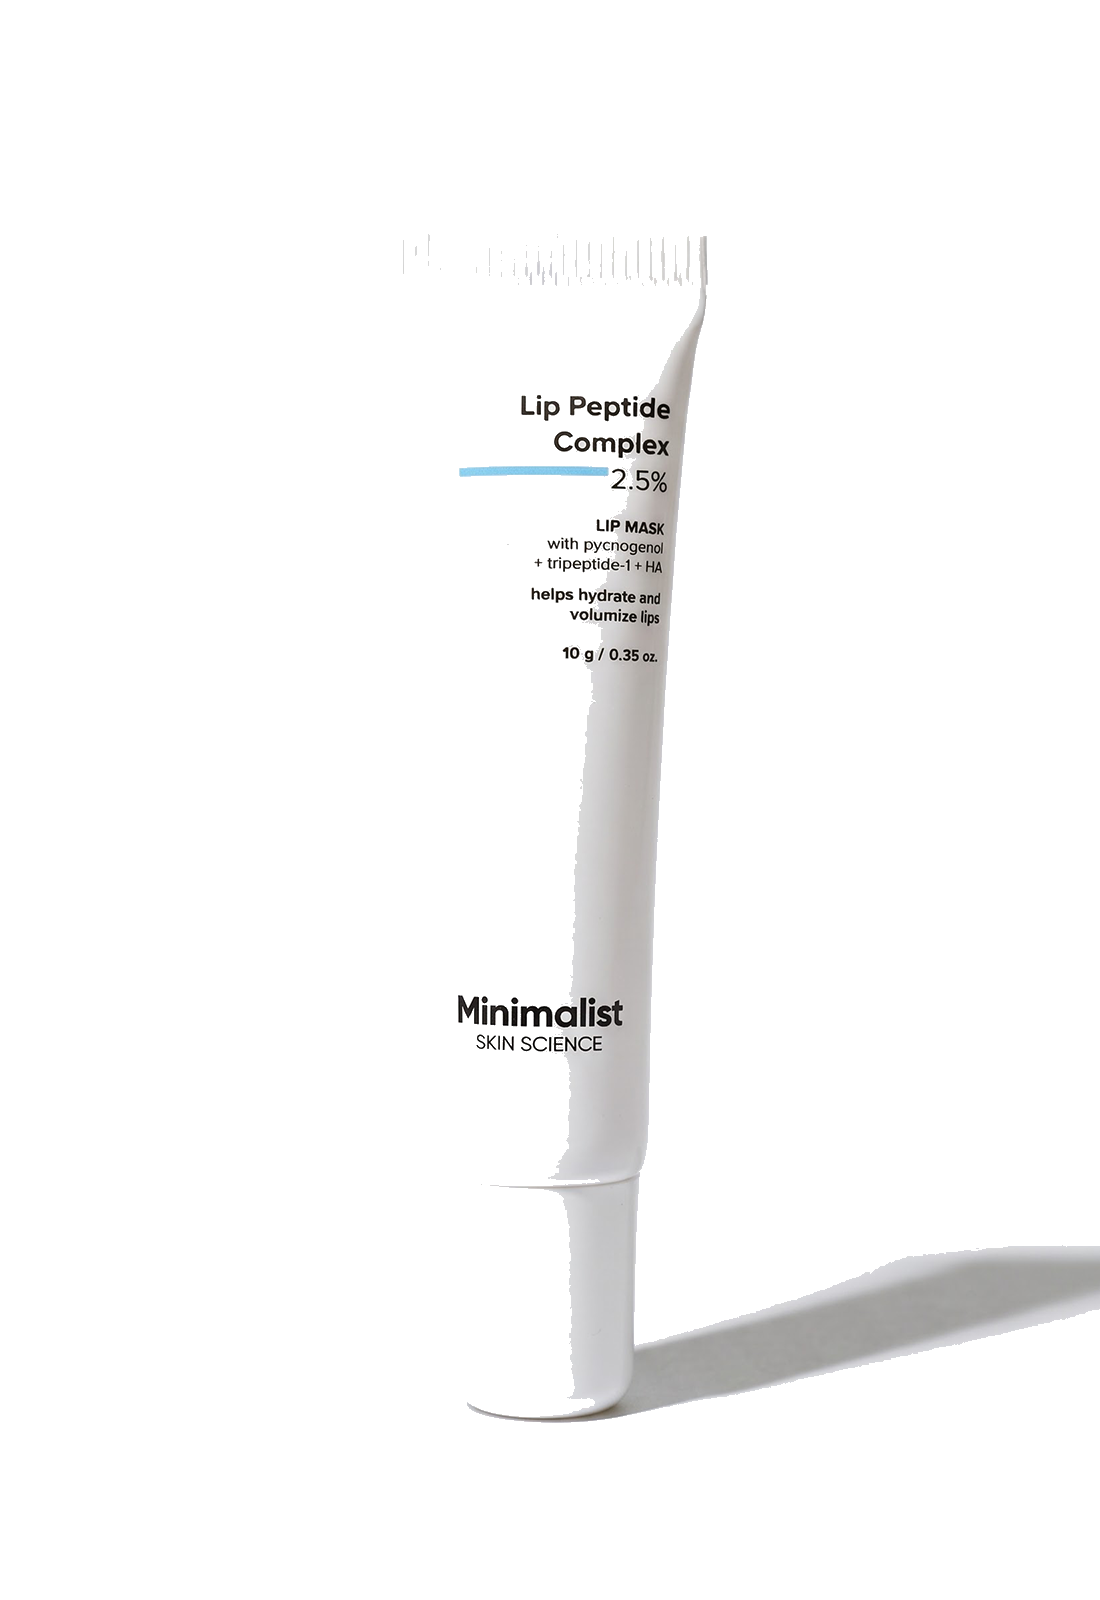 Lip Peptide
Complex
2.5%
LIP MASK
with pycnogenol
+ tripeptide-1 + HA
helps hydrate and
volumize lips
10 g / 0.35 oz.
Minimalist
SKIN SCIENCE